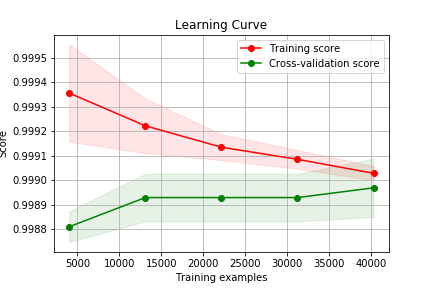 Learning Curve
Training score
Cross-validation score
0.9995
0.9994
0.9993
0.9992
0.9991
0.9990
0.9989
0.9988
Score
5000 10000 15000 20000 25000 30000 35000 40000
Training examples